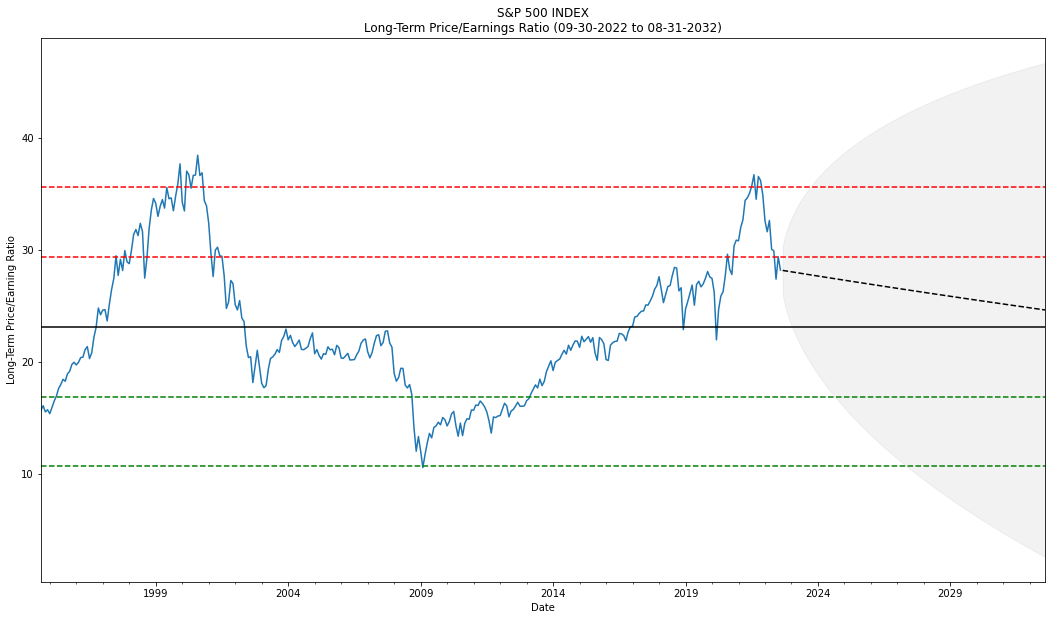 S&P 500 INDEX
Long-Term Price/Earnings Ratio (09-30-2022 to 08-31-2032)
Long-Term Price/Earning Ratio
40
30
20
10
1999
2004
2009
2014
2019
2024
2029
Date